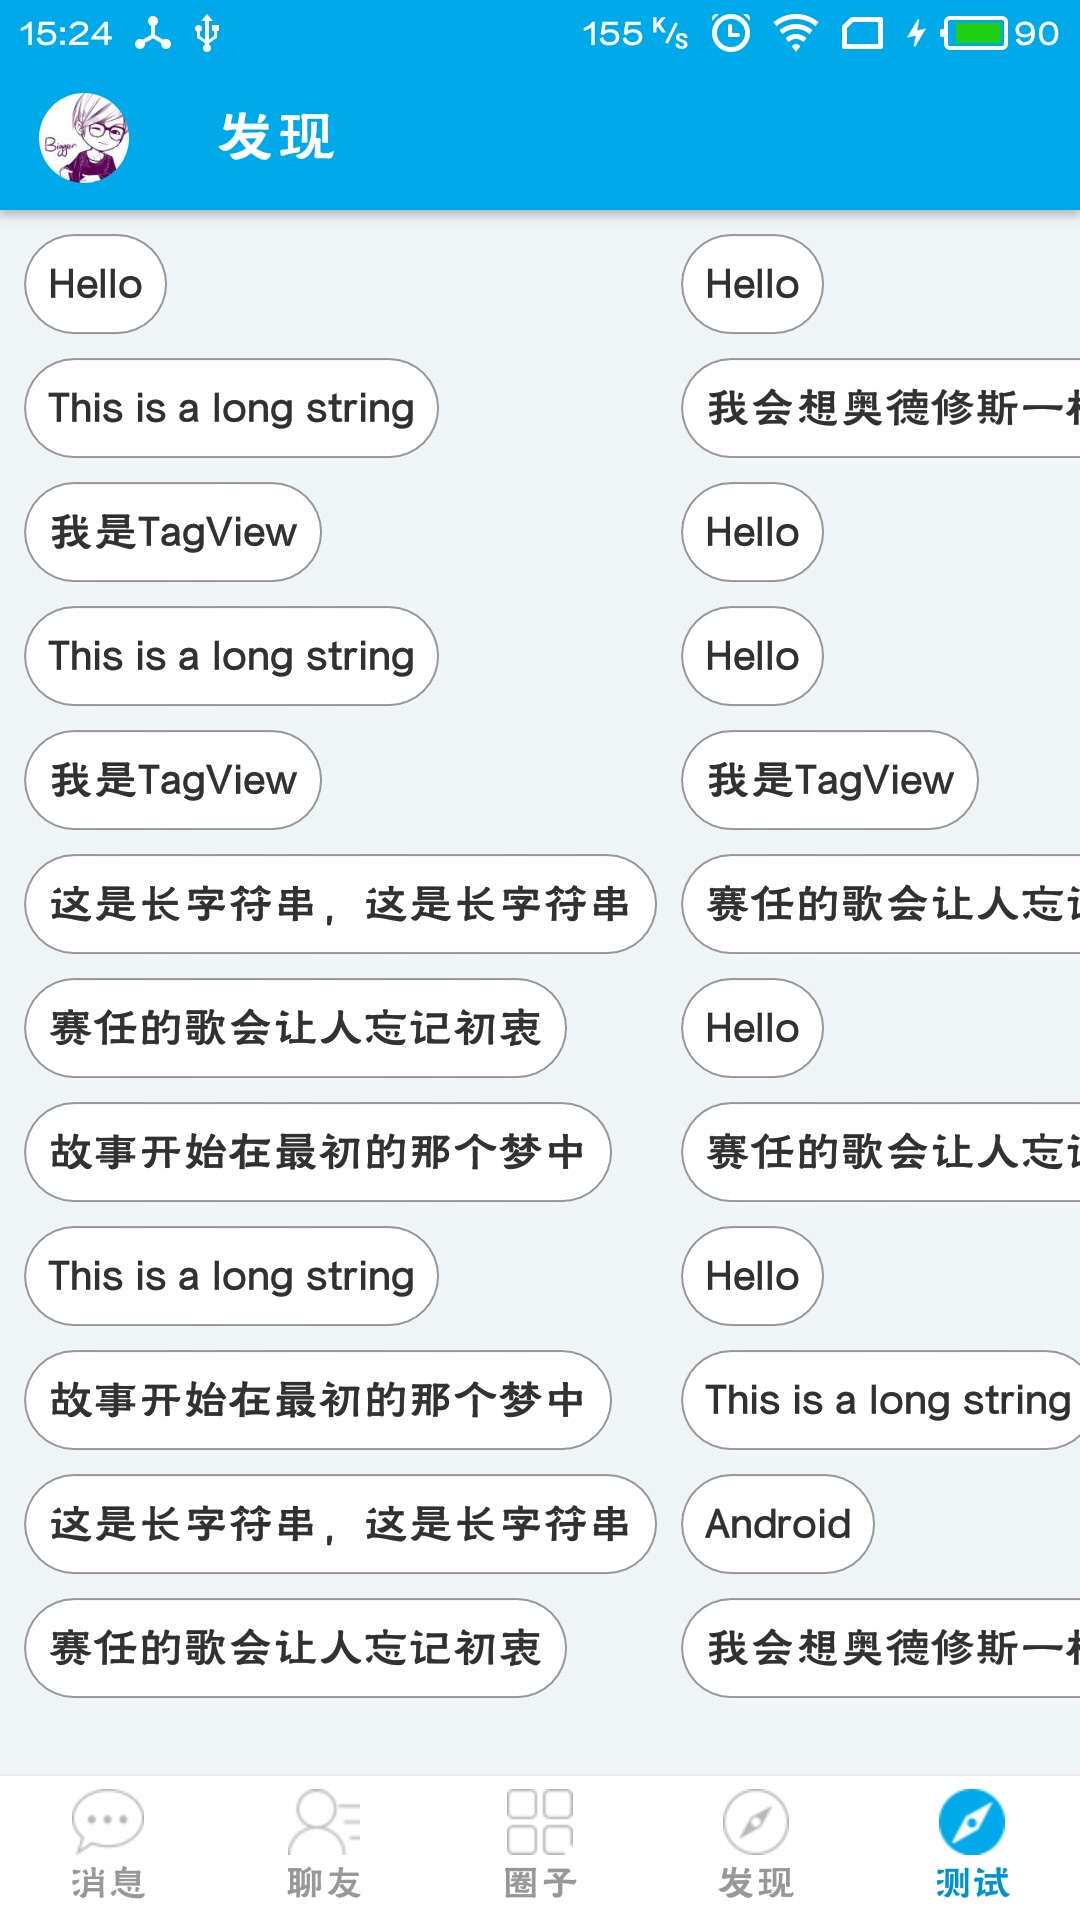 15:24 155 K/s 90
Bigger 发现
Hello Hello
This is a long string 我会想奥德修斯一
我是TagView Hello
This is a long string Hello
我是TagView 我是TagView
这是长字符串，这是长字符串 赛任的歌会让人忘
赛任的歌会让人忘记初衷 Hello
故事开始在最初的那个梦中 赛任的歌会让人忘
This is a long string Hello
故事开始在最初的那个梦中 This is a long string
这是长字符串，这是长字符串 Android
赛任的歌会让人忘记初衷 我会想奥德修斯一
消息 聊友 圈子 发现 测试